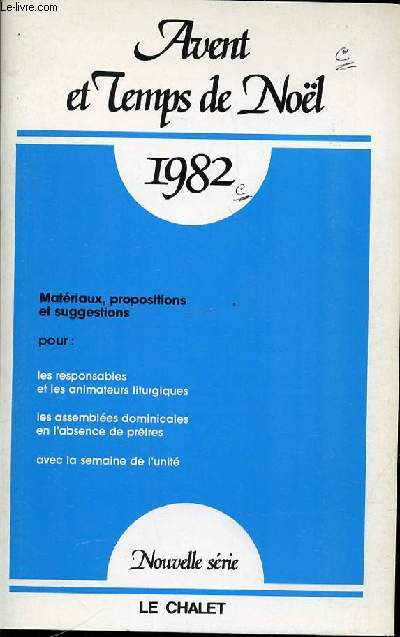 Le-livre.com
Avent
et Temps de Noël
c
1982
c
Matériaux, propositions
et suggestions
pour :
les responsables
et les animateurs liturgiques
les assemblées dominicales
en l'absence de prêtres
avec la semaine de l'unité
Nouvelle série
LE CHALET